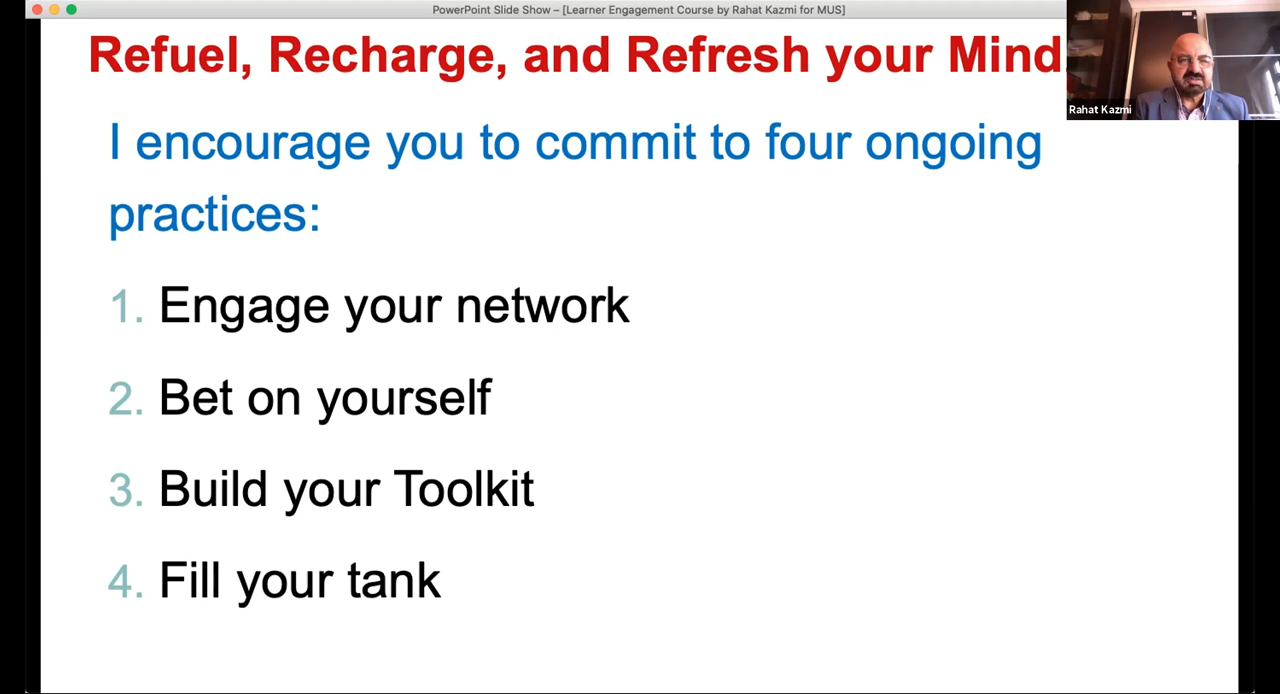 PowerPoint Slide Show – [Learner Engagement Course by Rahat Kazmi for MUS]
Refuel, Recharge, and Refresh your Mind
Rahat Kazmi
I encourage you to commit to four ongoing
practices:
1. Engage your network
2. Bet on yourself
3. Build your Toolkit
4. Fill your tank